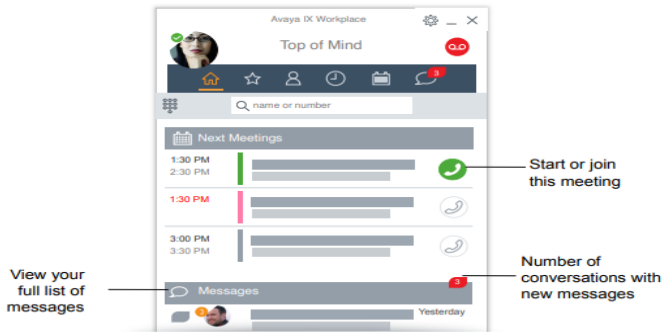 Avaya IX Workplace
Top of Mind
3
name or number
Next Meetings
1:30 PM
2:30 PM
Start or join
this meeting
1:30 PM
3:00 PM
3:30 PM
Number of
conversations with
new messages
3
View your
full list of
messages
Messages
3
Yesterday